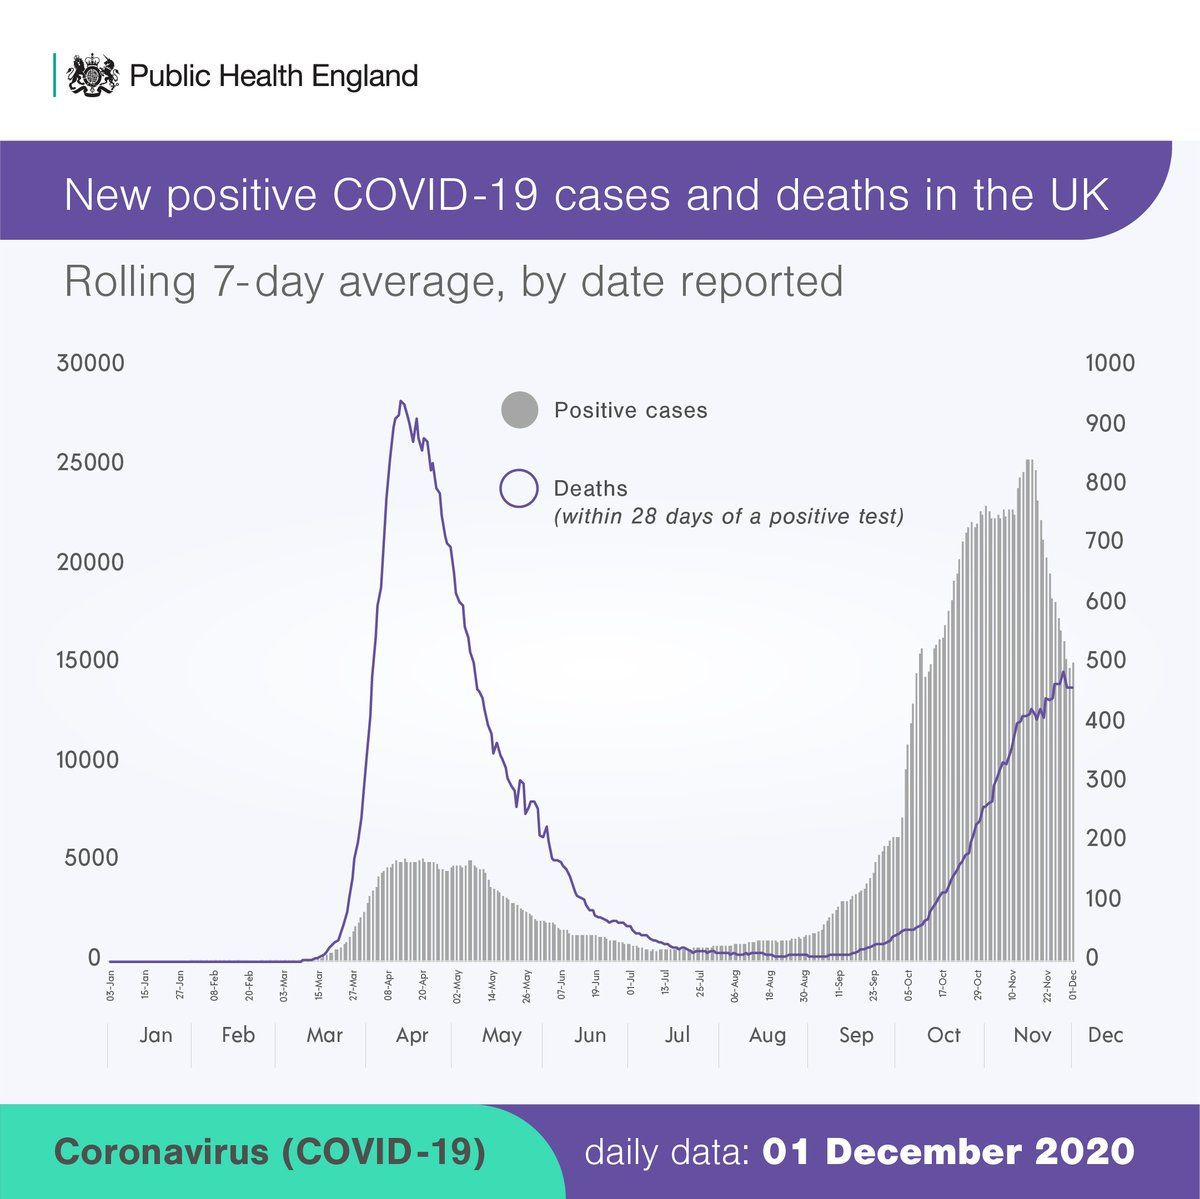 Public Health England
New positive COVID-19 cases and deaths in the UK
Rolling 7-day average, by date reported
30000
25000
20000
15000
10000
5000
0
Positive cases
Deaths
(within 28 days of a positive test)
1000
900
800
700
600
500
400
300
200
100
0
03-Jan 15-Jan 27-Jan 08-Feb 20-Feb 03-Mar 15-Mar 27-Mar 08-Apr 20-Apr 02-May 14-May 26-May 07-Jun 19-Jun 01-Jul 13-Jul 25-Jul 06-Aug 18-Aug 30-Aug 11-Sep 23-Sep 05-Oct 17-Oct 29-Oct 10-Nov 22-Nov 01-Dec
Jan Feb Mar Apr May Jun Jul Aug Sep Oct Nov Dec
Coronavirus (COVID-19)
daily data: 01 December 2020